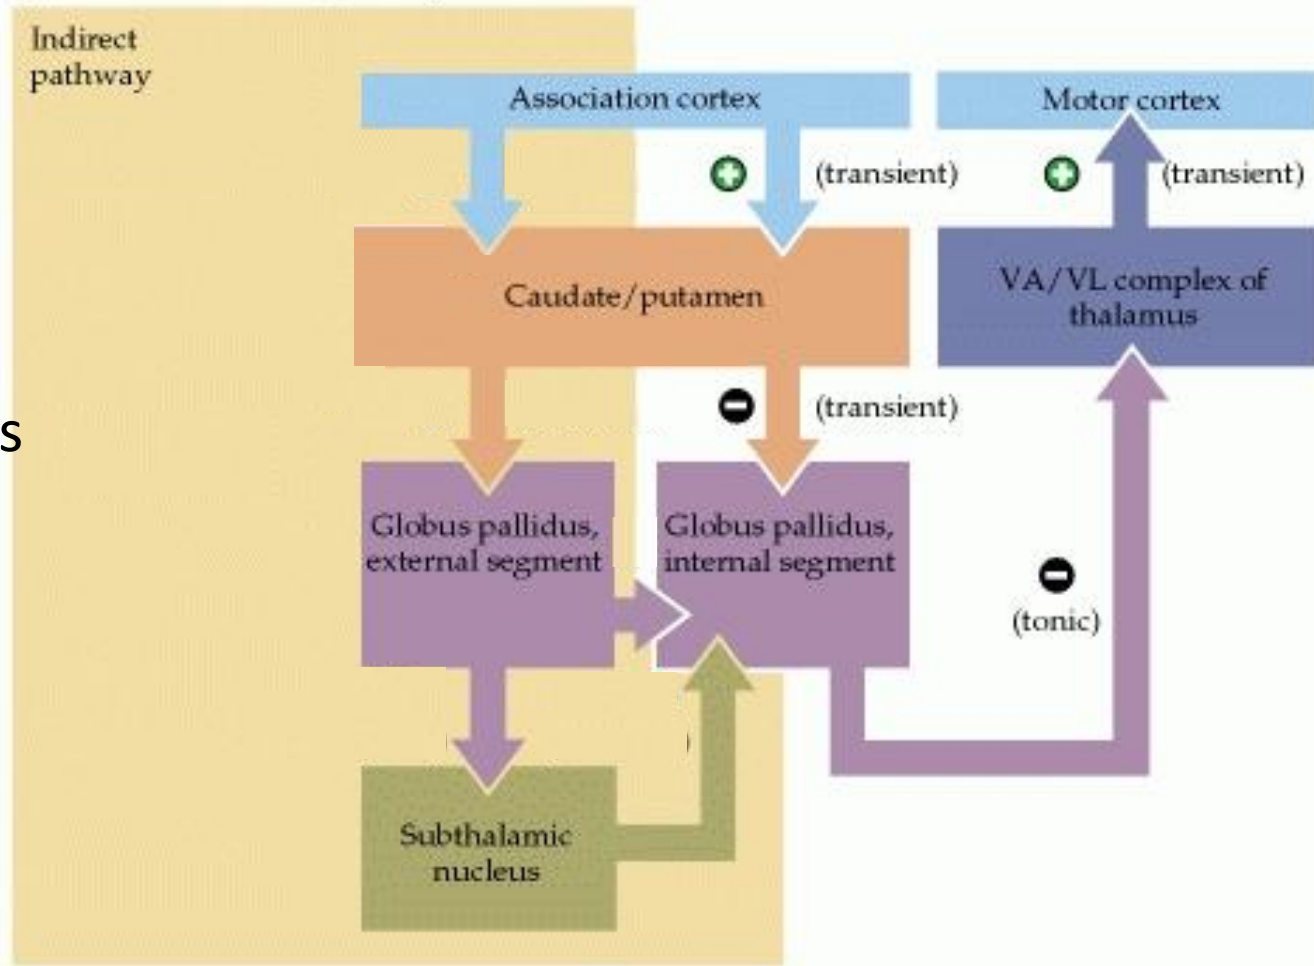 Indirect
pathway
Association cortex
Motor cortex
(transient)
(transient)
Caudate/putamen
VA/VL complex of
thalamus
(transient)
s
Globus pallidus,
external segment
Globus pallidus,
internal segment
(tonic)
Subthalamic
nucleus
)